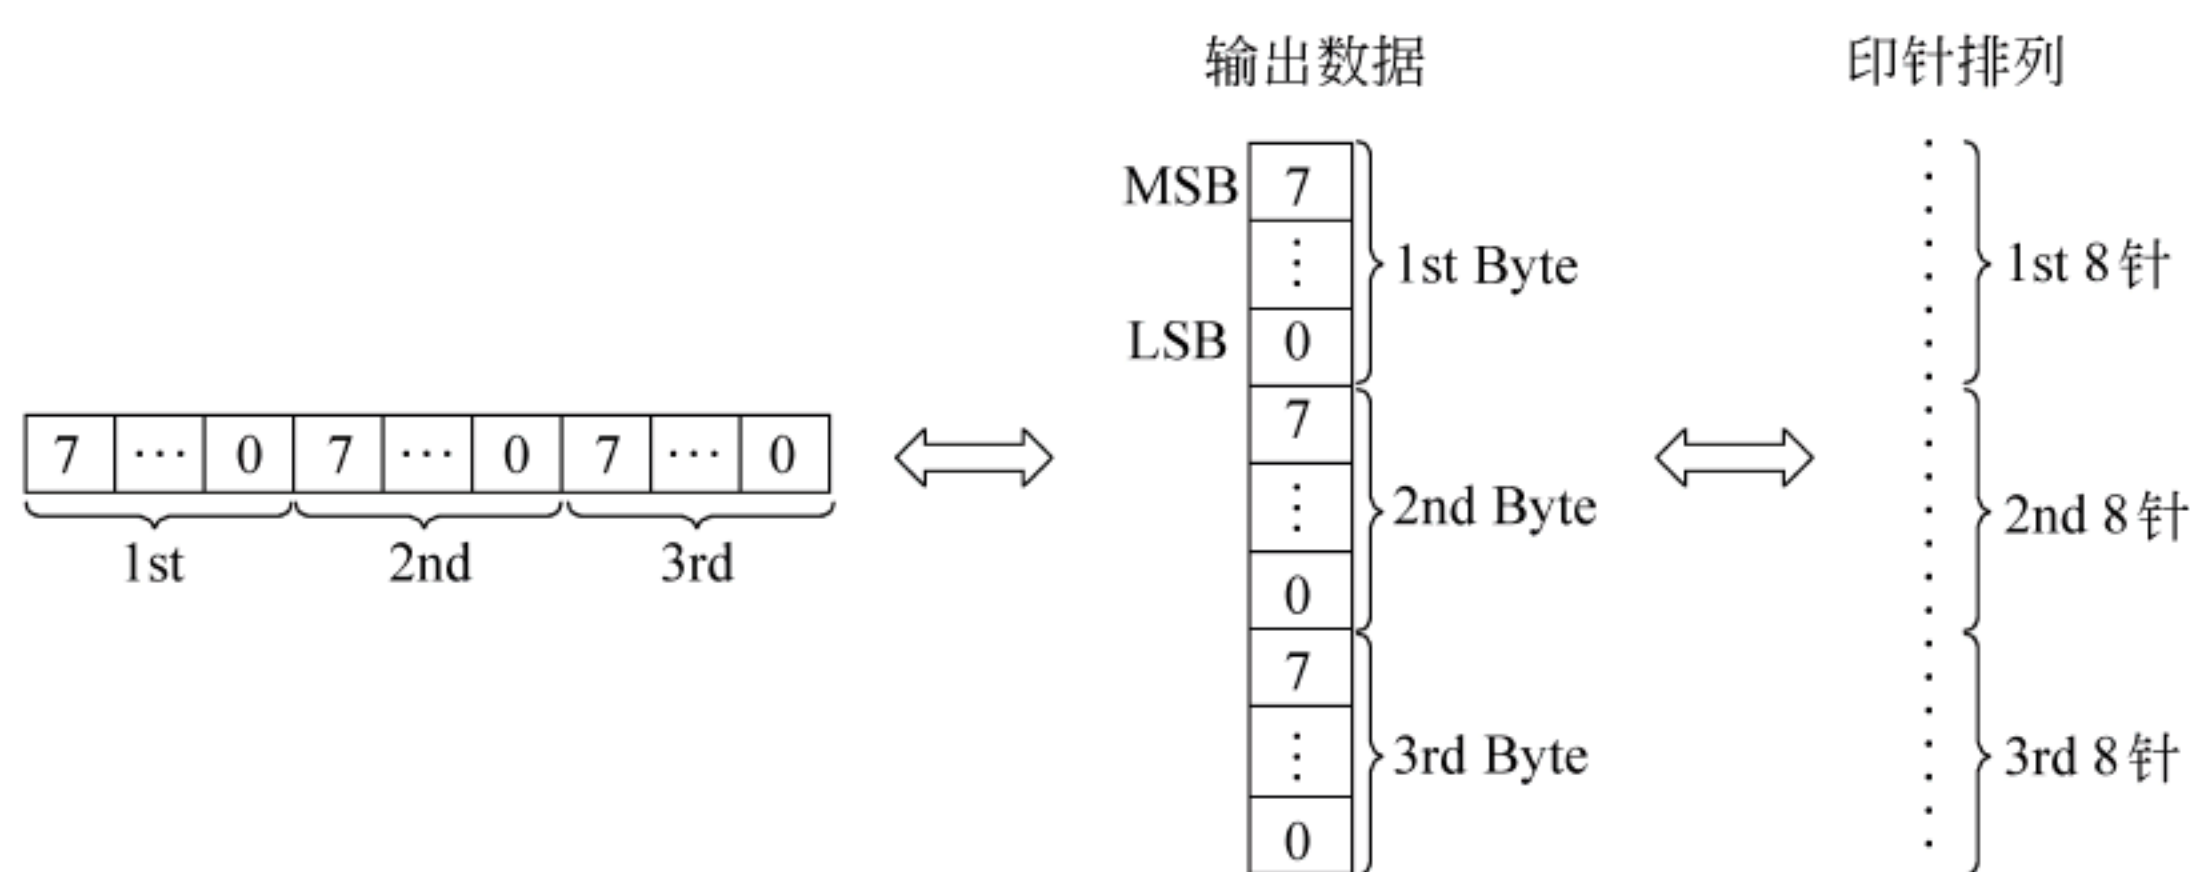 输出数据 印针排列
MSB 7
⋮ 1st Byte 1st 8针
LSB 0
7
7 … 0 7 … 0 7 … 0
⋮ 2nd Byte 2nd 8针
1st 2nd 3rd
0
7
⋮ 3rd Byte 3rd 8针
0